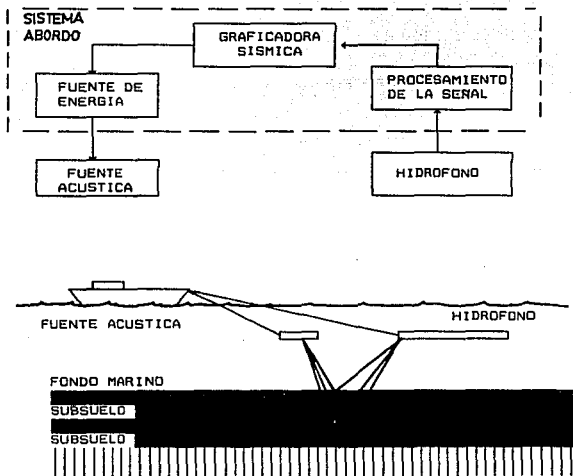 SISTEMA
ABORDO
GRAFICADORA
SISMICA
FUENTE DE
ENERGIA
PROCESAMIENTO
DE LA SEÑAL
FUENTE
ACUSTICA
HIDROFONO
FUENTE ACUSTICA
HIDROFONO
FONDO MARINO
SUBSUELO
SUBSUELO